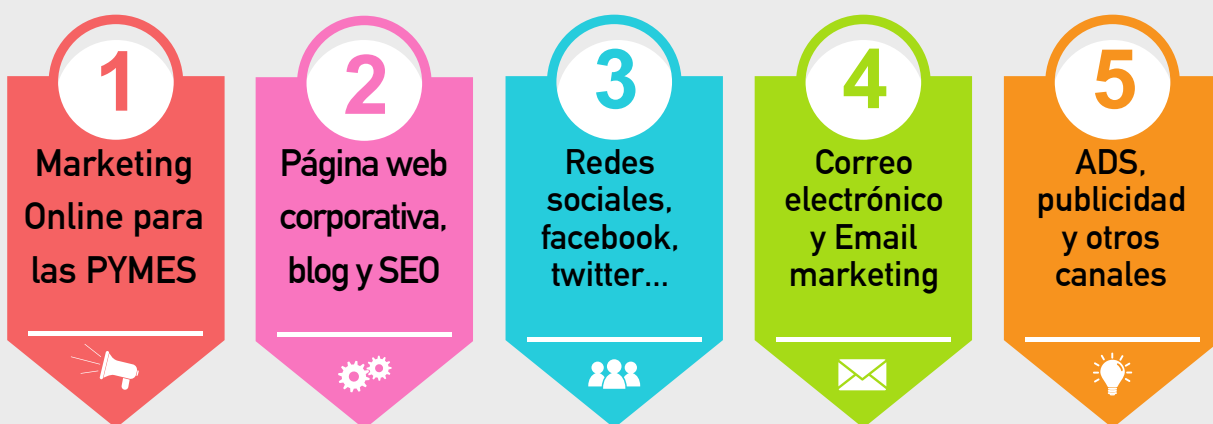 1
Marketing
Online para
las PYMES
2
Página web
corporativa,
blog y SEO
3
Redes
sociales,
facebook,
twitter...
4
Correo
electrónico
y Email
marketing
5
ADS,
publicidad
y otros
canales